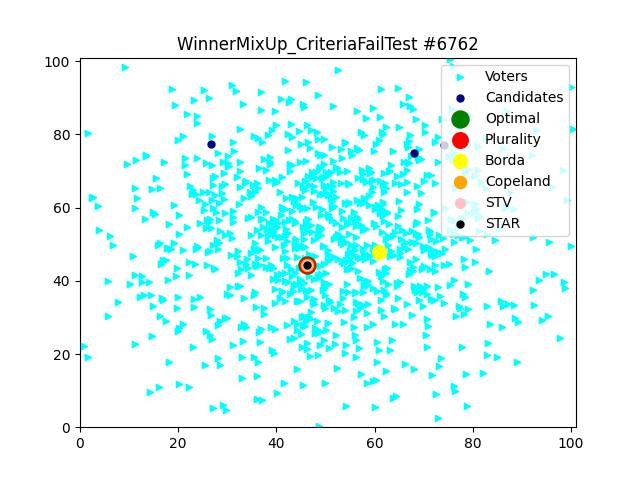 WinnerMixUp_CriteriaFailTest #6762
100
80
60
40
20
0
0
20
40
60
80
100
Voters
Candidates
Optimal
Plurality
Borda
Copeland
STV
STAR